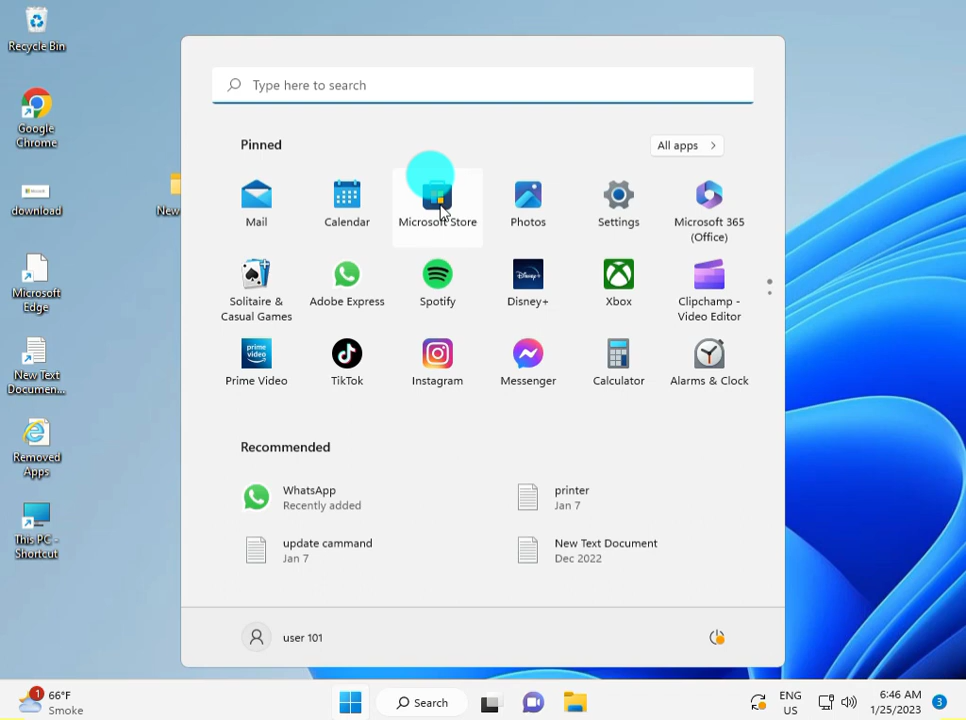 Recycle Bin
Google
Chrome
download
Microsoft
Edge
New Text
Documen...
Removed
Apps
This PC -
Shortcut
New
Type here to search
Pinned
All apps
Mail
Calendar
Microsoft Store
Photos
Settings
Microsoft 365
(Office)
Solitaire &
Casual Games
Adobe Express
Spotify
Disney+
Xbox
Clipchamp -
Video Editor
prime
video
Prime Video
TikTok
Instagram
Messenger
Calculator
Alarms & Clock
Recommended
WhatsApp
Recently added
printer
Jan 7
update cammand
Jan 7
New Text Document
Dec 2022
user 101
1
66°F
Smoke
Search
ENG
US
6:46 AM
1/25/2023
3